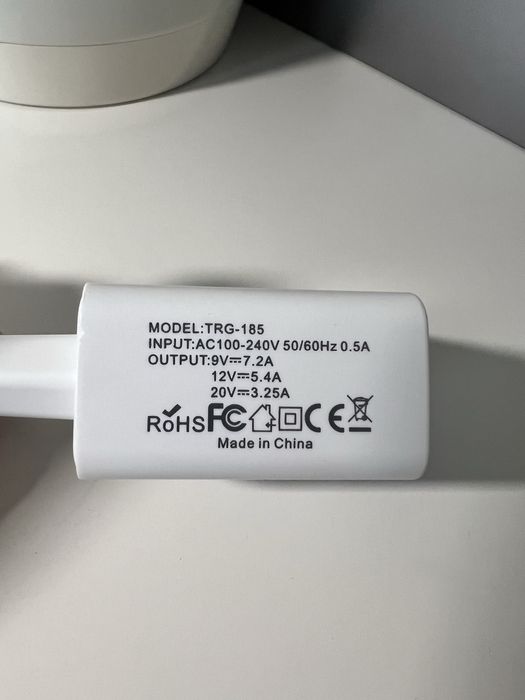 MODEL:TRG-185
INPUT:AC100-240V 50/60Hz 0.5A
OUTPUT:9V⎓7.2A
12V⎓5.4A
20V⎓3.25A
RoHS FC CE
Made in China